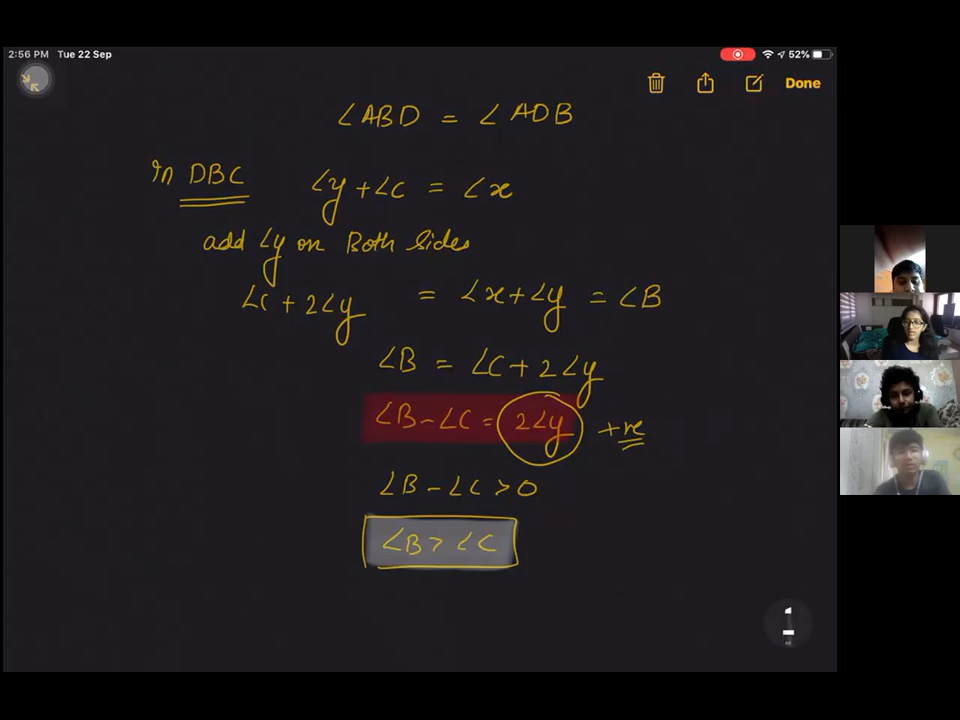 2:56 PM Tue 22 Sep 52%
Done
∠ABD = ∠ADB
In DBC ∠y + ∠C = ∠x
add ∠y on Both sides
∠C + 2∠y = ∠x + ∠y = ∠B
∠B = ∠C + 2∠y
∠B - ∠C = 2∠y +ve
∠B - ∠C > 0
∠B > ∠C